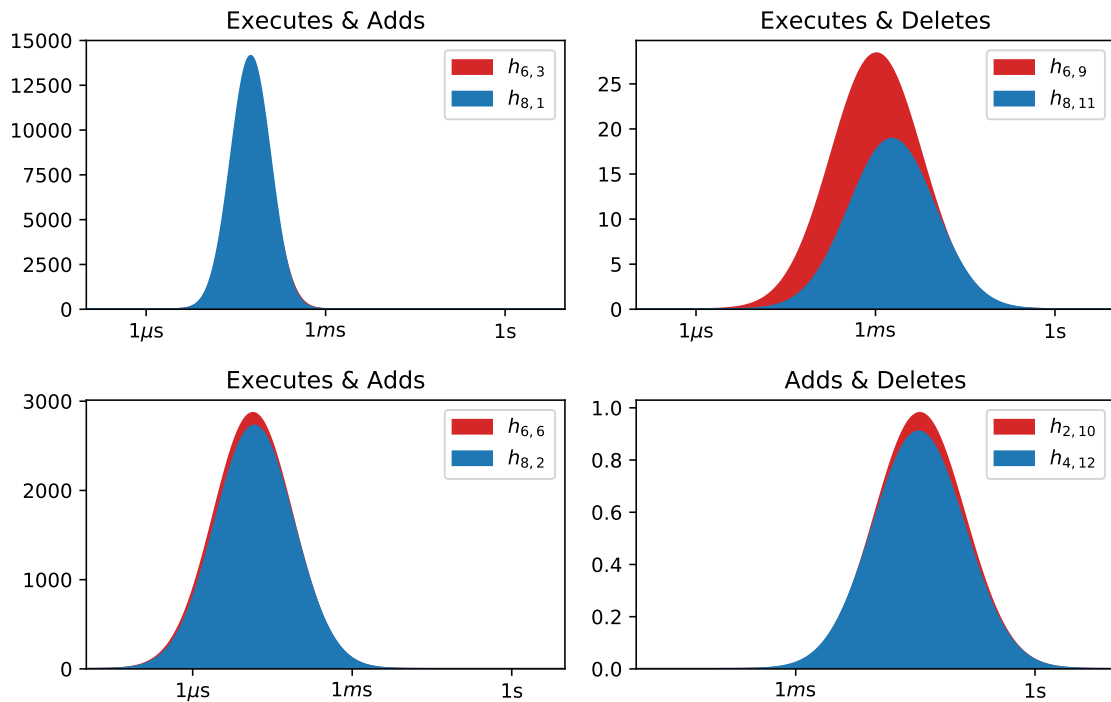 Executes & Adds
15000
12500
10000
7500
5000
2500
0
1μs
1ms
1s
h6,3
h8,1
Executes & Deletes
25
20
15
10
5
0
1μs
1ms
1s
h6,9
h8,11
Executes & Adds
3000
2000
1000
0
1μs
1ms
1s
h6,6
h8,2
Adds & Deletes
1.0
0.8
0.6
0.4
0.2
0.0
1ms
1s
h2,10
h4,12